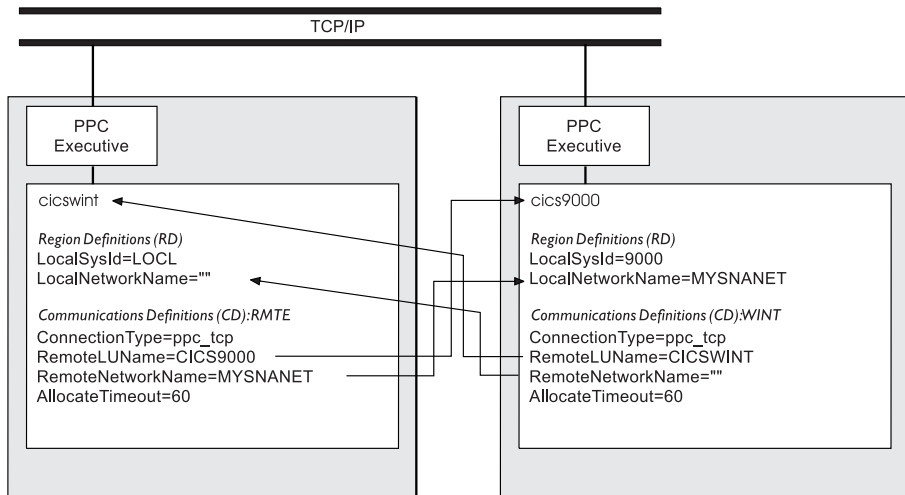 TCP/IP
PPC
Executive
cicswint
Region Definitions (RD)
LocalSysId=LOCL
LocalNetworkName=""
Communications Definitions (CD):RMTE
ConnectionType=ppc_tcp
RemoteLUName=CICS9000
RemoteNetworkName=MYSNANET
AllocateTimeout=60
PPC
Executive
cics9000
Region Definitions (RD)
LocalSysId=9000
LocalNetworkName=MYSNANET
Communications Definitions (CD):WINT
ConnectionType=ppc_tcp
RemoteLUName=CICSWINT
RemoteNetworkName=""
AllocateTimeout=60